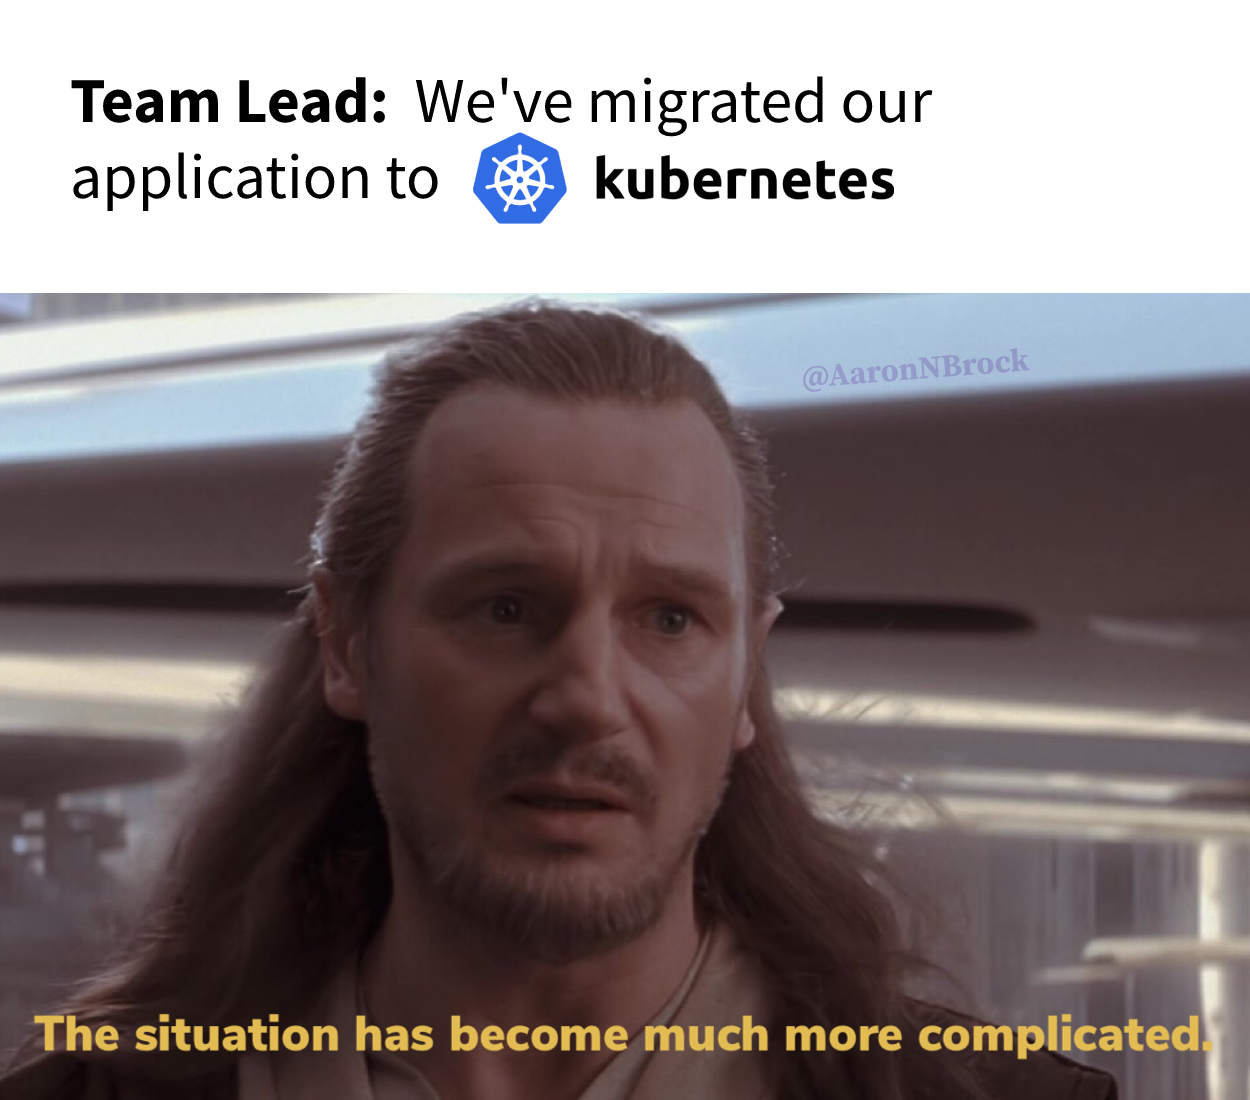 Team Lead: We've migrated our
application to kubernetes
@AaronNBrock
The situation has become much more complicated.